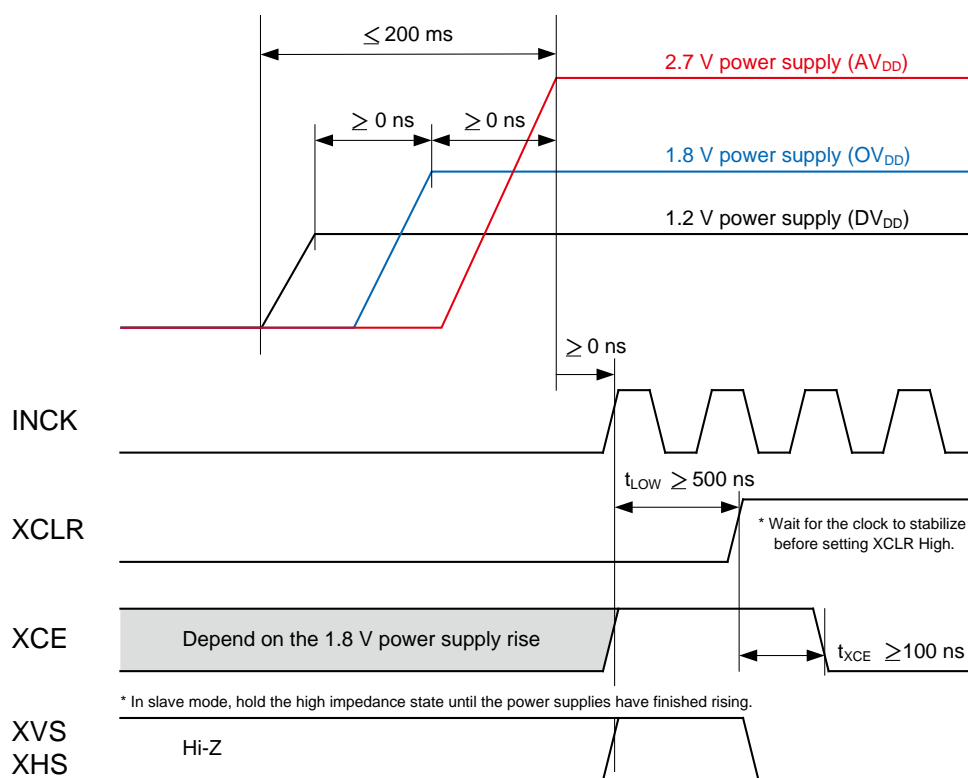 ≤ 200 ms
2.7 V power supply (AVDD)
≥ 0 ns
≥ 0 ns
1.8 V power supply (OVDD)
1.2 V power supply (DVDD)
≥ 0 ns
INCK
tLOW ≥ 500 ns
XCLR
* Wait for the clock to stabilize
before setting XCLR High.
XCE
Depend on the 1.8 V power supply rise
tXCE ≥100 ns
* In slave mode, hold the high impedance state until the power supplies have finished rising.
XVS
Hi-Z
XHS